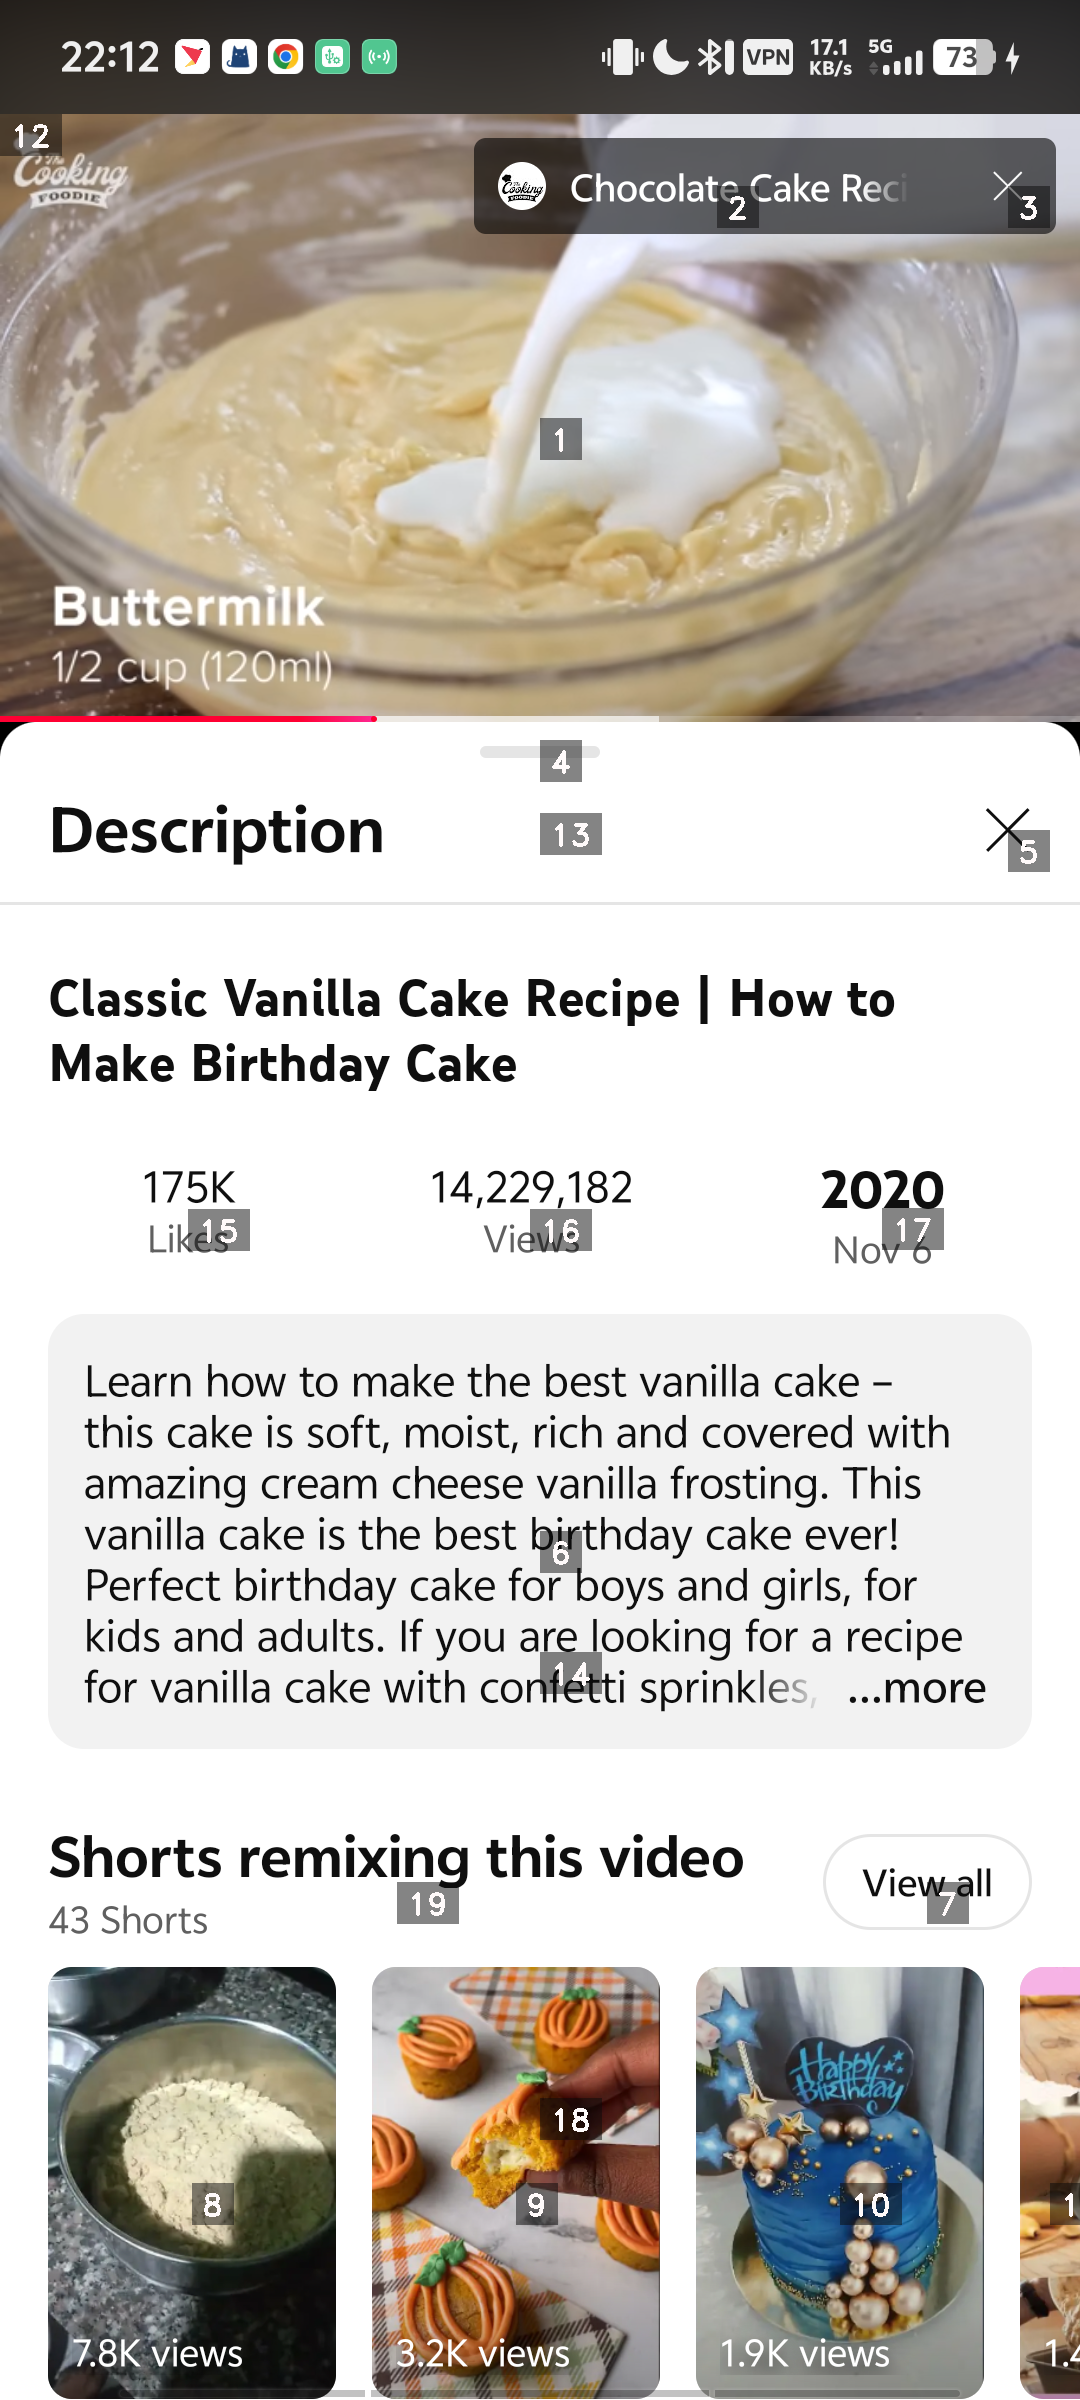 22:12
VPN
17.1
KB/s
5G
73
12
The
Cooking
FOODIE
Chocolate Cake Reci
2
3
1
Buttermilk
1/2 cup (120ml)
4
Description
13
5
Classic Vanilla Cake Recipe | How to
Make Birthday Cake
175K
14,229,182
2020
Likes
15
Views
16
Nov 6
17
Learn how to make the best vanilla cake –
this cake is soft, moist, rich and covered with
amazing cream cheese vanilla frosting. This
vanilla cake is the best birthday cake ever!
6
Perfect birthday cake for boys and girls, for
kids and adults. If you are looking for a recipe
14
for vanilla cake with confetti sprinkles, ...more
Shorts remixing this video
View all
7
19
43 Shorts
Happy
Birthday
18
8
9
10
1
7.8K views
3.2K views
1.9K views
1.4